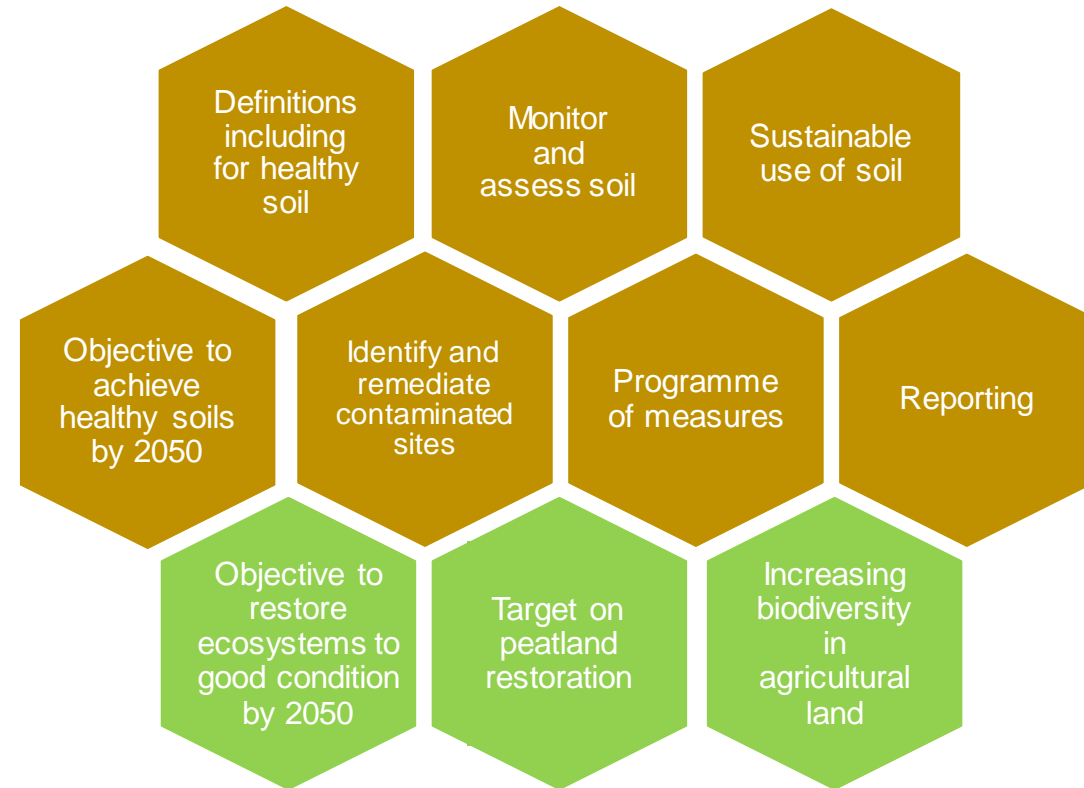 Definitions
including
for healthy
soil
Monitor
and
assess soil
Sustainable
use of soil
Objective to
achieve
healthy soils
by 2050
Identify and
remediate
contaminated
sites
Programme
of measures
Reporting
Objective to
restore
ecosystems to
good condition
by 2050
Target on
peatland
restoration
Increasing
biodiversity
in
agricultural
land